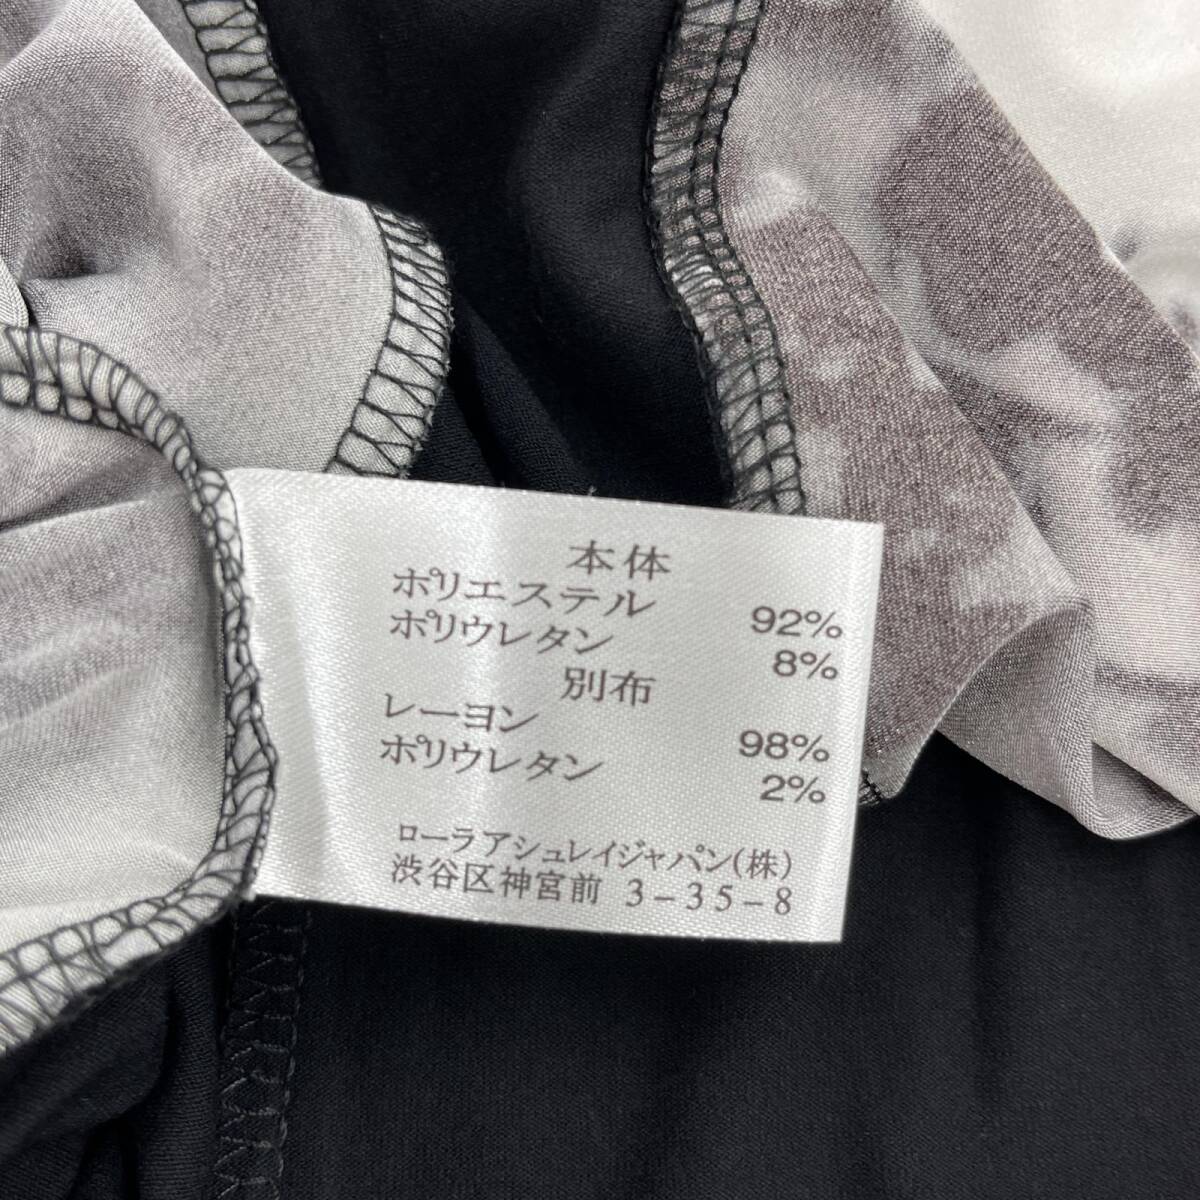 本体
ポリエステル 92%
ポリウレタン 8%
別布
レーヨン 98%
ポリウレタン 2%
ローラアシュレイジャパン(株)
渋谷区神宮前 3-35-8